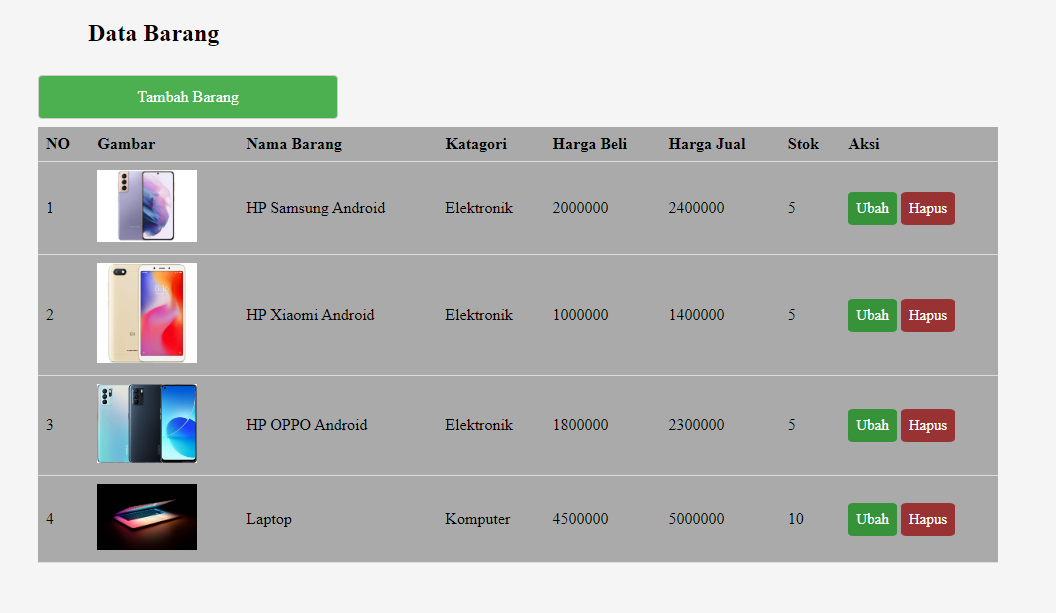 Data Barang
Tambah Barang
NO Gambar Nama Barang Katagori Harga Beli Harga Jual Stok Aksi
1 HP Samsung Android Elektronik 2000000 2400000 5 Ubah Hapus
2 HP Xiaomi Android Elektronik 1000000 1400000 5 Ubah Hapus
3 HP OPPO Android Elektronik 1800000 2300000 5 Ubah Hapus
4 Laptop Komputer 4500000 5000000 10 Ubah Hapus